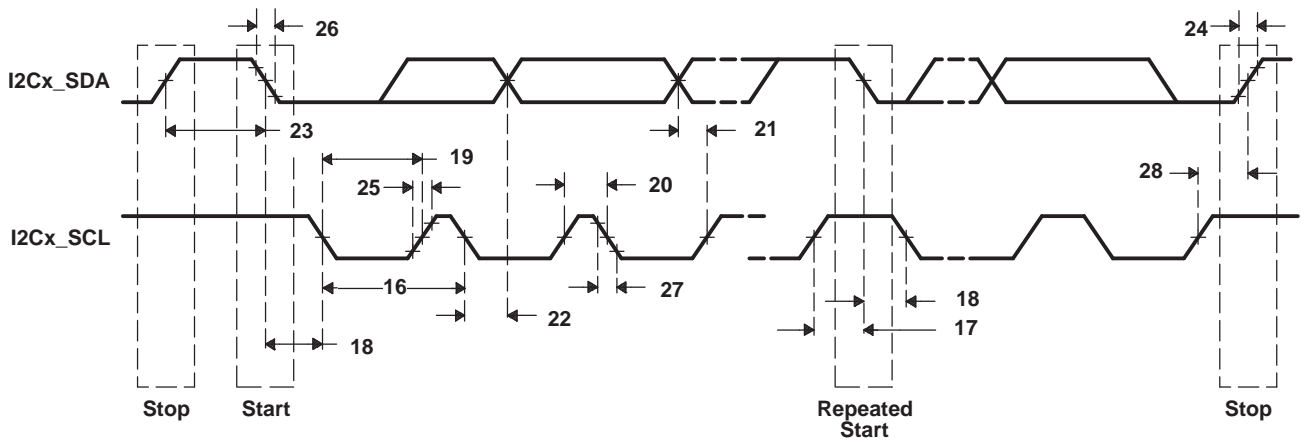 26
24
I2Cx_SDA
23
21
19
25
20
28
I2Cx_SCL
16
27
18
22
17
18
Stop
Start
Repeated
Start
Stop